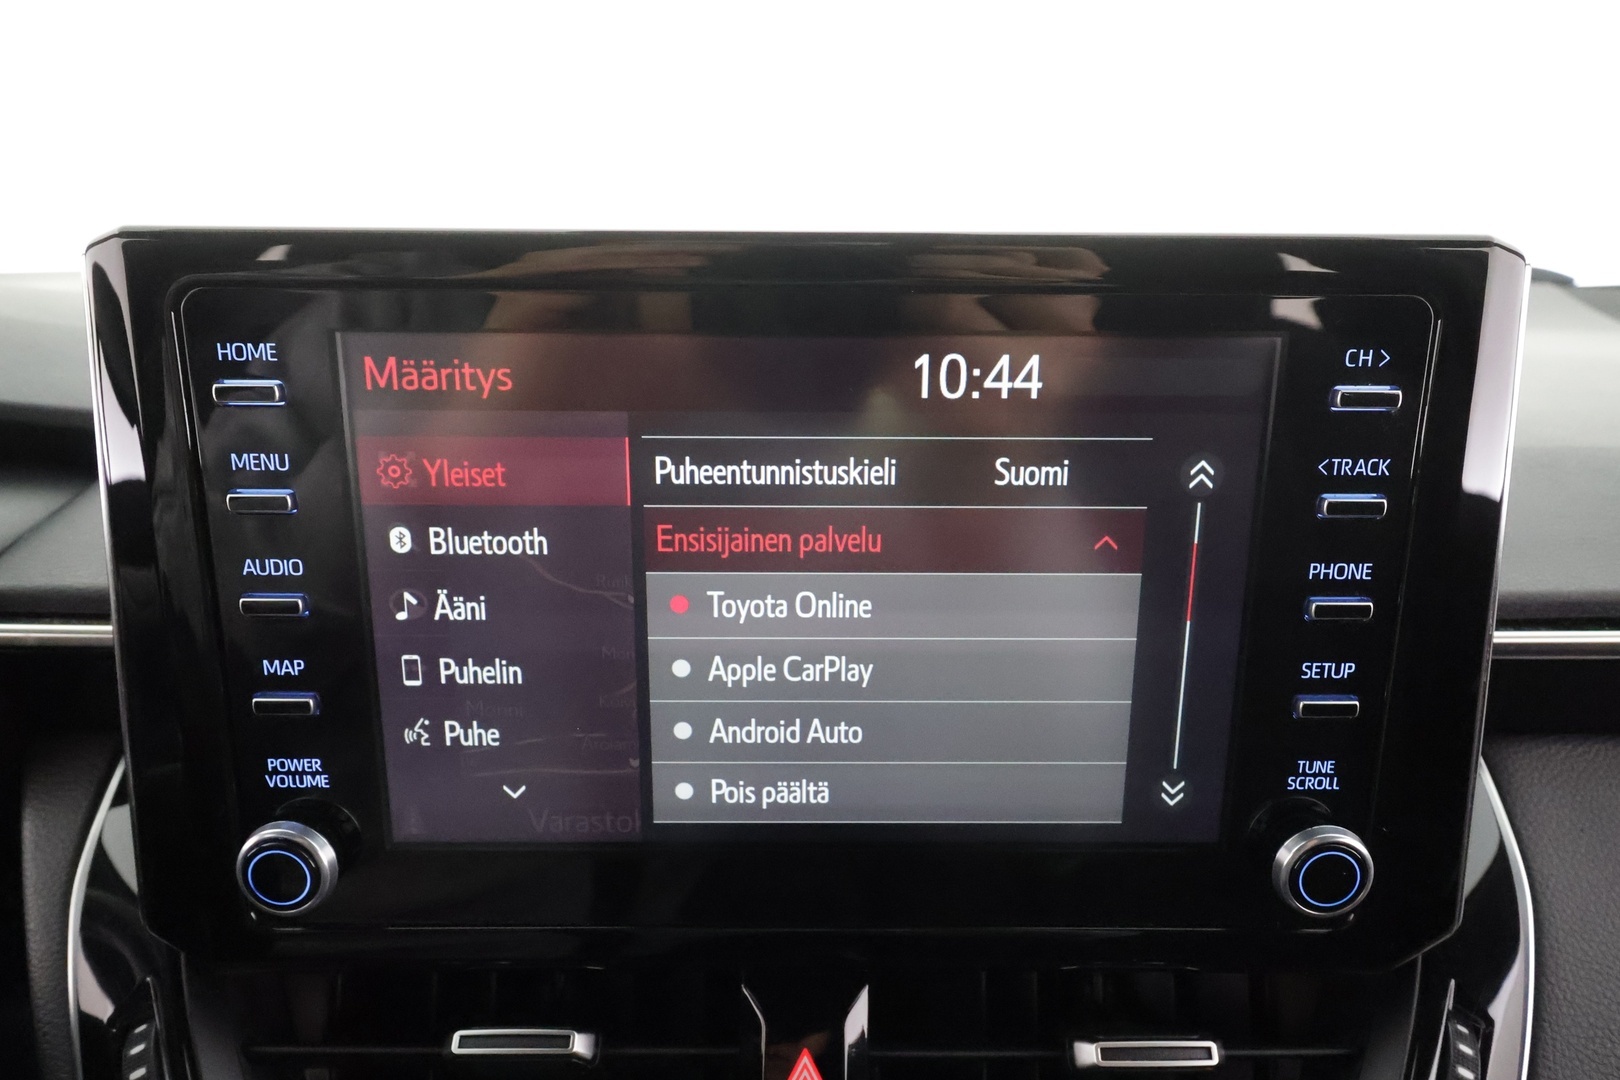 HOME
MENU
AUDIO
MAP
POWER
VOLUME
Määritys
10:44
Yleiset
Bluetooth
Ääni
Puhelin
Puhe
Varastok
Puheentunnistuskieli Suomi
Ensisijainen palvelu
Toyota Online
Apple CarPlay
Android Auto
Pois päältä
CH >
<TRACK
PHONE
SETUP
TUNE
SCROLL